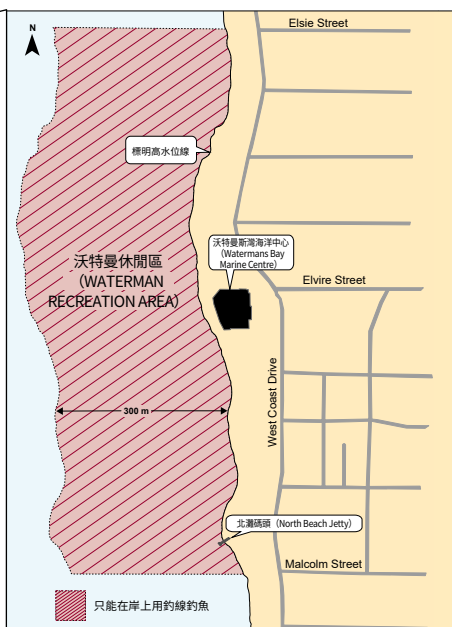 N
Elsie Street
標明高水位線
沃特曼斯灣海洋中心
（Watermans Bay
Marine Centre）
沃特曼休閒區
（WATERMAN
RECREATION AREA）
Elvire Street
West Coast Drive
300 m
北灘碼頭（North Beach Jetty）
Malcolm Street
只能在岸上用釣線釣魚